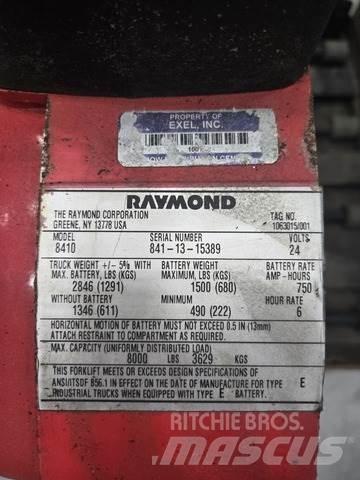 PROPERTY OF
EXEL, INC.
100
RAYMOND
THE RAYMOND CORPORATION
GREENE, NY 13778 USA
TAG NO.
1063015/001
MODEL SERIAL NUMBER VOLTS
8410 841-13-15389 24
TRUCK WEIGHT +/- 5% WITH BATTERY WEIGHT BATTERY RATE
MAX. BATTERY, LBS (KGS) MAXIMUM, LBS (KGS) AMP-HOURS
2846 (1291) 1500 (680) 750
WITHOUT BATTERY MINIMUM HOUR RATE
1346 (611) 490 (222) 6
HORIZONTAL MOTION OF BATTERY MUST NOT EXCEED 0.5 IN (13mm)
ATTACH RESTRAINT TO COMPARTMENT AS REQUIRED.
MAX. CAPACITY (UNIFORMLY DISTRIBUTED LOAD)
8000 LBS 3629 KGS
THIS FORKLIFT MEETS OR EXCEEDS DESIGN SPECIFICATIONS OF
ANSI/ITSDF B56.1 IN EFFECT ON THE DATE OF MANUFACTURE FOR TYPE E
INDUSTRIAL TRUCKS WHEN EQUIPPED WITH TYPE E BATTERY.
RITCHIE BROS.
MASCUS